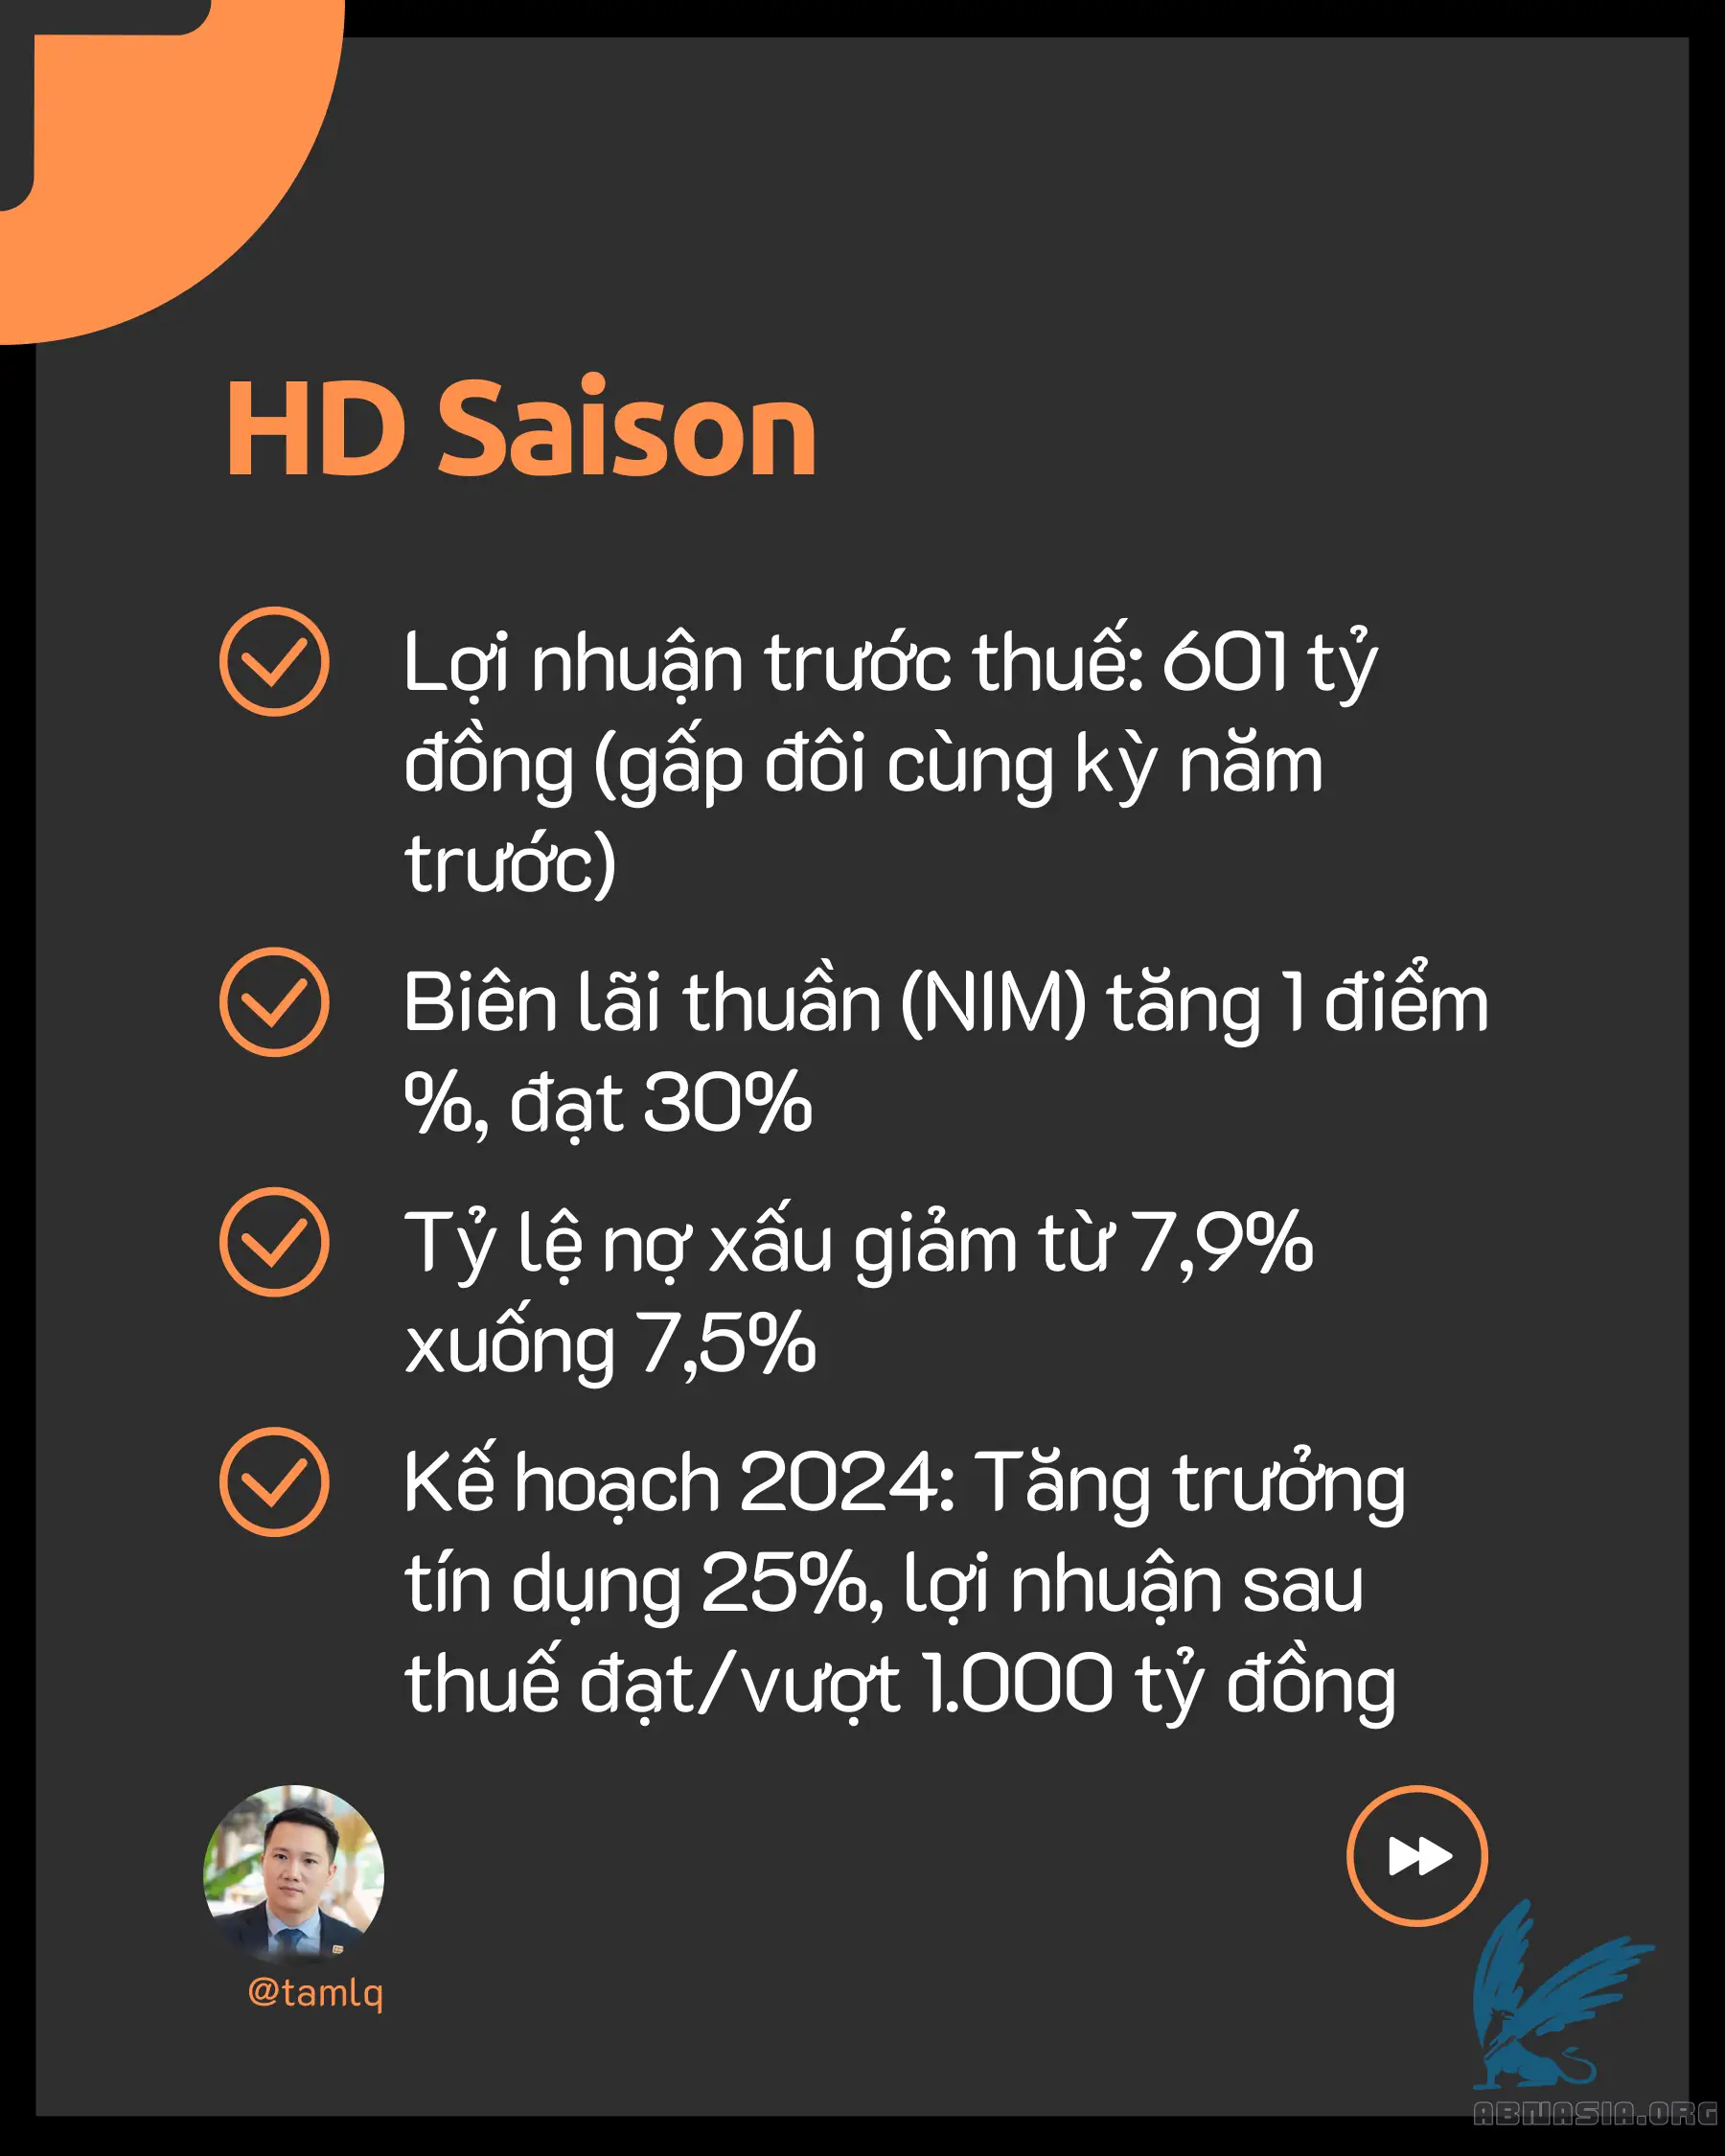 HD Saison
Lợi nhuận trước thuế: 601 tỷ
đồng (gấp đôi cùng kỳ năm
trước)
Biên lãi thuần (NIM) tăng 1 điểm
%, đạt 30%
Tỷ lệ nợ xấu giảm từ 7,9%
xuống 7,5%
Kế hoạch 2024: Tăng trưởng
tín dụng 25%, lợi nhuận sau
thuế đạt/vượt 1.000 tỷ đồng
@tamlq
ABNASIA.ORG